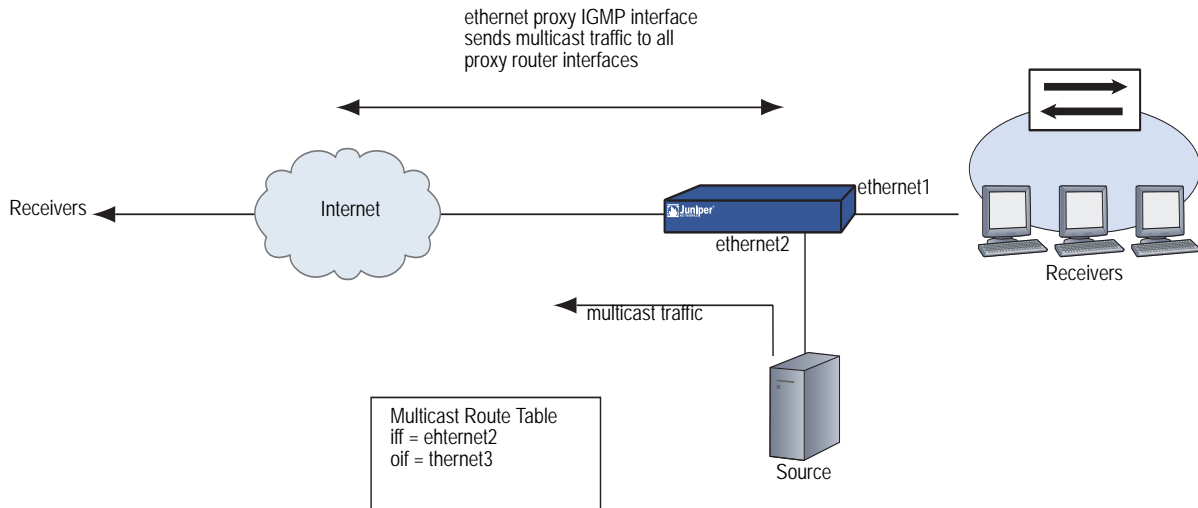 ethernet proxy IGMP interface
sends multicast traffic to all
proxy router interfaces
Receivers
Internet
Juniper
NETWORKS
ethernet1
ethernet2
Receivers
multicast traffic
Multicast Route Table
iff = ehternet2
oif = thernet3
Source